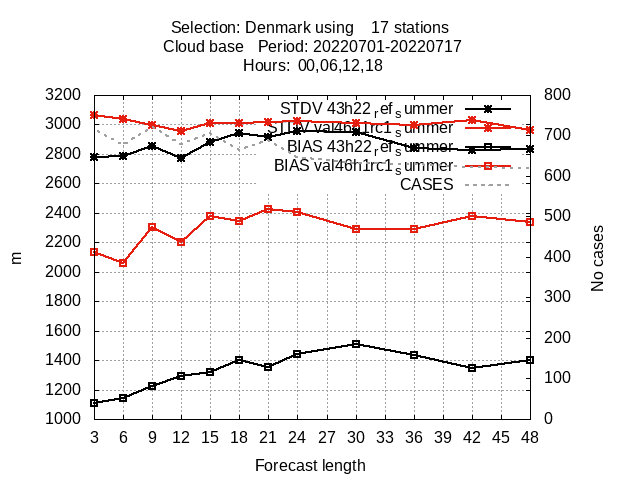 Selection: Denmark using 17 stations
Cloud base Period: 20220701-20220717
Hours: 00,06,12,18
STDV 43h22_ref_summer
STDV val46h1rc1_summer
BIAS 43h22_ref_summer
BIAS val46h1rc1_summer
CASES
3200
3000
2800
2600
2400
2200
2000
1800
1600
1400
1200
1000
m
800
700
600
500
400
300
200
100
0
No cases
3 6 9 12 15 18 21 24 27 30 33 36 39 42 45 48
Forecast length